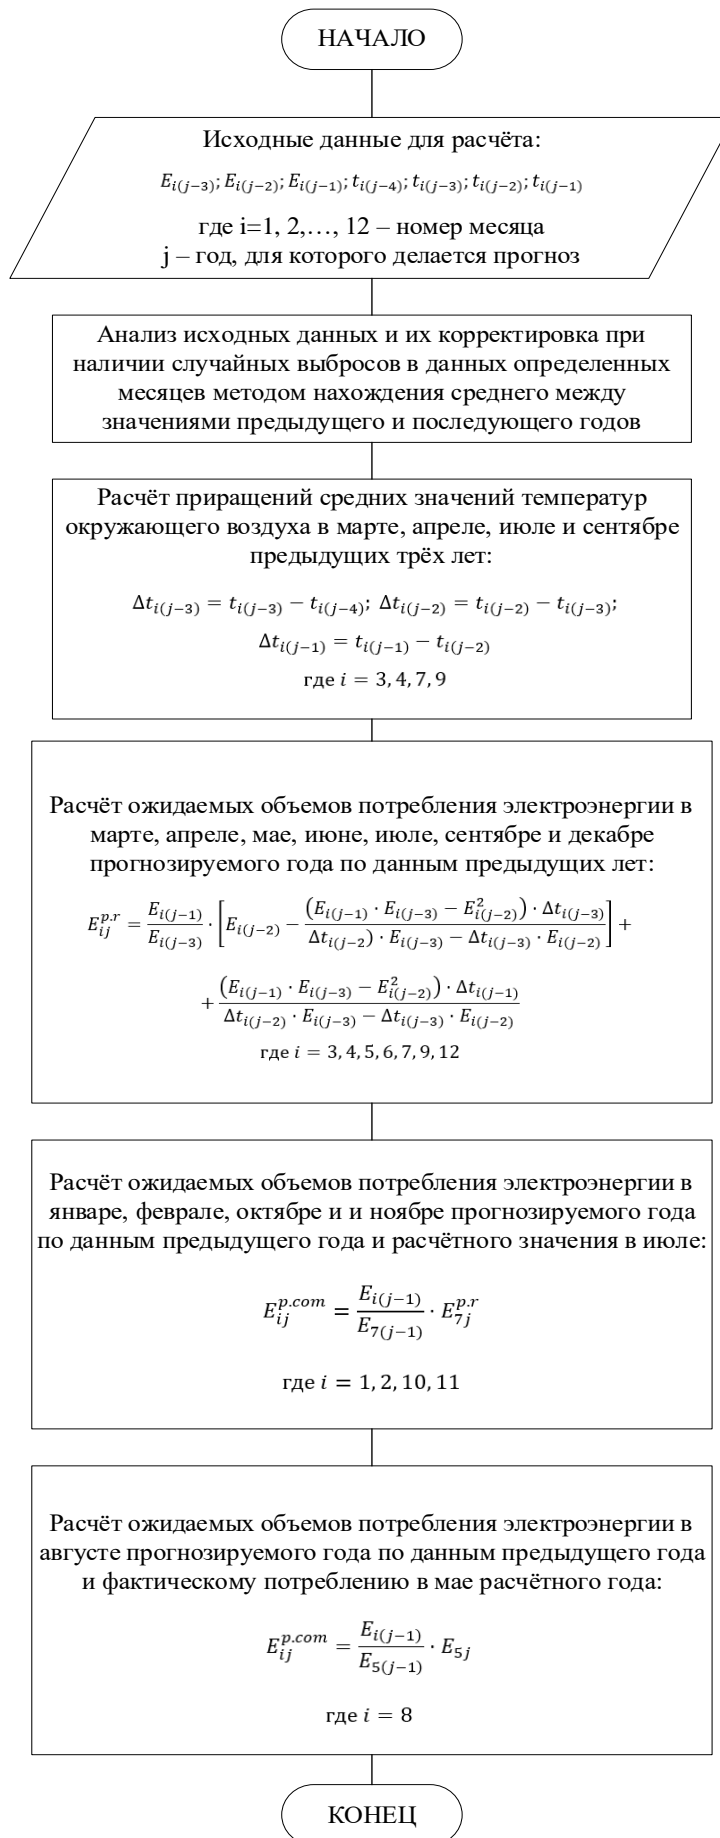 НАЧАЛО
Исходные данные для расчёта:
E_{i(j−3)}; E_{i(j−2)}; E_{i(j−1)}; t_{i(j−4)}; t_{i(j−3)}; t_{i(j−2)}; t_{i(j−1)}
где i=1, 2,…, 12 – номер месяца
j – год, для которого делается прогноз
Анализ исходных данных и их корректировка при
наличии случайных выбросов в данных определенных
месяцев методом нахождения среднего между
значениями предыдущего и последующего годов
Расчёт приращений средних значений температур
окружающего воздуха в марте, апреле, июле и сентябре
предыдущих трёх лет:
Δt_{i(j−3)} = t_{i(j−3)} − t_{i(j−4)}; Δt_{i(j−2)} = t_{i(j−2)} − t_{i(j−3)};
Δt_{i(j−1)} = t_{i(j−1)} − t_{i(j−2)}
где i = 3, 4, 7, 9
Расчёт ожидаемых объемов потребления электроэнергии в
марте, апреле, мае, июне, июле, сентябре и декабре
прогнозируемого года по данным предыдущих лет:
E_{ij}^{p.r} = \frac{E_{i(j−1)}}{E_{i(j−3)}} · [E_{i(j−2)} − \frac{(E_{i(j−1)} · E_{i(j−3)} − E_{i(j−2)}^2) · Δt_{i(j−3)}}{Δt_{i(j−2)}) · E_{i(j−3)} − Δt_{i(j−3)} · E_{i(j−2)}}] +
+ \frac{(E_{i(j−1)} · E_{i(j−3)} − E_{i(j−2)}^2) · Δt_{i(j−1)}}{Δt_{i(j−2)} · E_{i(j−3)} − Δt_{i(j−3)} · E_{i(j−2)}}
где i = 3, 4, 5, 6, 7, 9, 12
Расчёт ожидаемых объемов потребления электроэнергии в
январе, феврале, октябре и и ноябре прогнозируемого года
по данным предыдущего года и расчётного значения в июле:
E_{ij}^{p.com} = \frac{E_{i(j−1)}}{E_{7(j−1)}} · E_{7j}^{p.r}
где i = 1, 2, 10, 11
Расчёт ожидаемых объемов потребления электроэнергии в
августе прогнозируемого года по данным предыдущего года
и фактическому потреблению в мае расчётного года:
E_{ij}^{p.com} = \frac{E_{i(j−1)}}{E_{5(j−1)}} · E_{5j}
где i = 8
КОНЕЦ